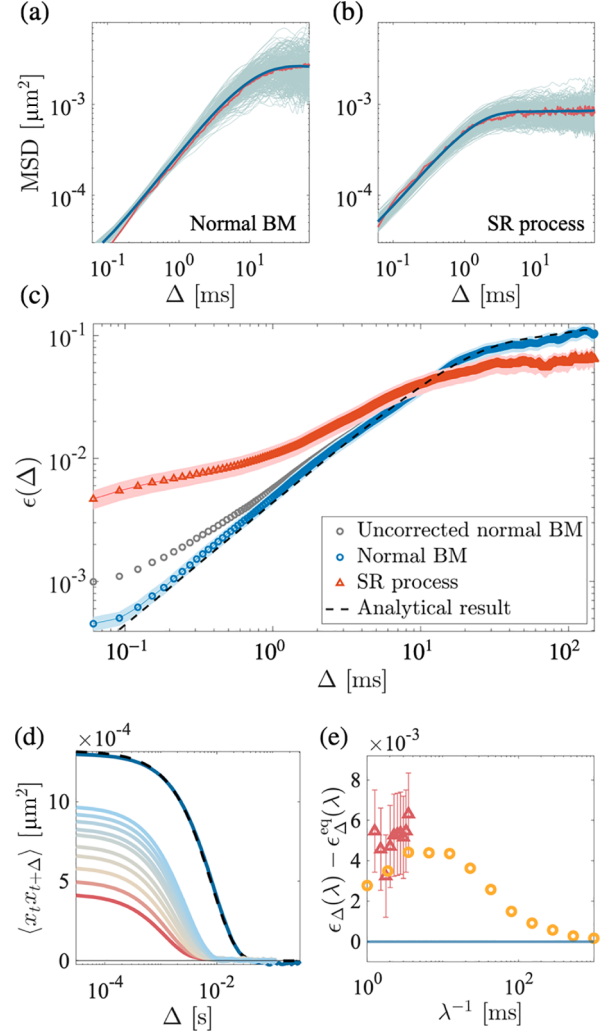 (a) (b)
MSD [μm²]
10⁻³ 10⁻³
10⁻⁴ 10⁻⁴
Normal BM SR process
10⁻¹ 10⁰ 10¹ 10⁻¹ 10⁰ 10¹
Δ [ms] Δ [ms]
(c)
10⁻¹
10⁻²
ϵ(Δ)
10⁻³
Uncorrected normal BM
Normal BM
SR process
Analytical result
10⁻¹ 10⁰ 10¹ 10²
Δ [ms]
(d) (e)
×10⁻⁴ ×10⁻³
⟨xₜxₜ₊Δ⟩ [μm²]
10
5
0
10⁻⁴ 10⁻²
Δ [s]
ϵ_Δ(λ) − ϵ_Δ^eq(λ)
8
6
4
2
0
10⁰ 10² 10
λ⁻¹ [ms]